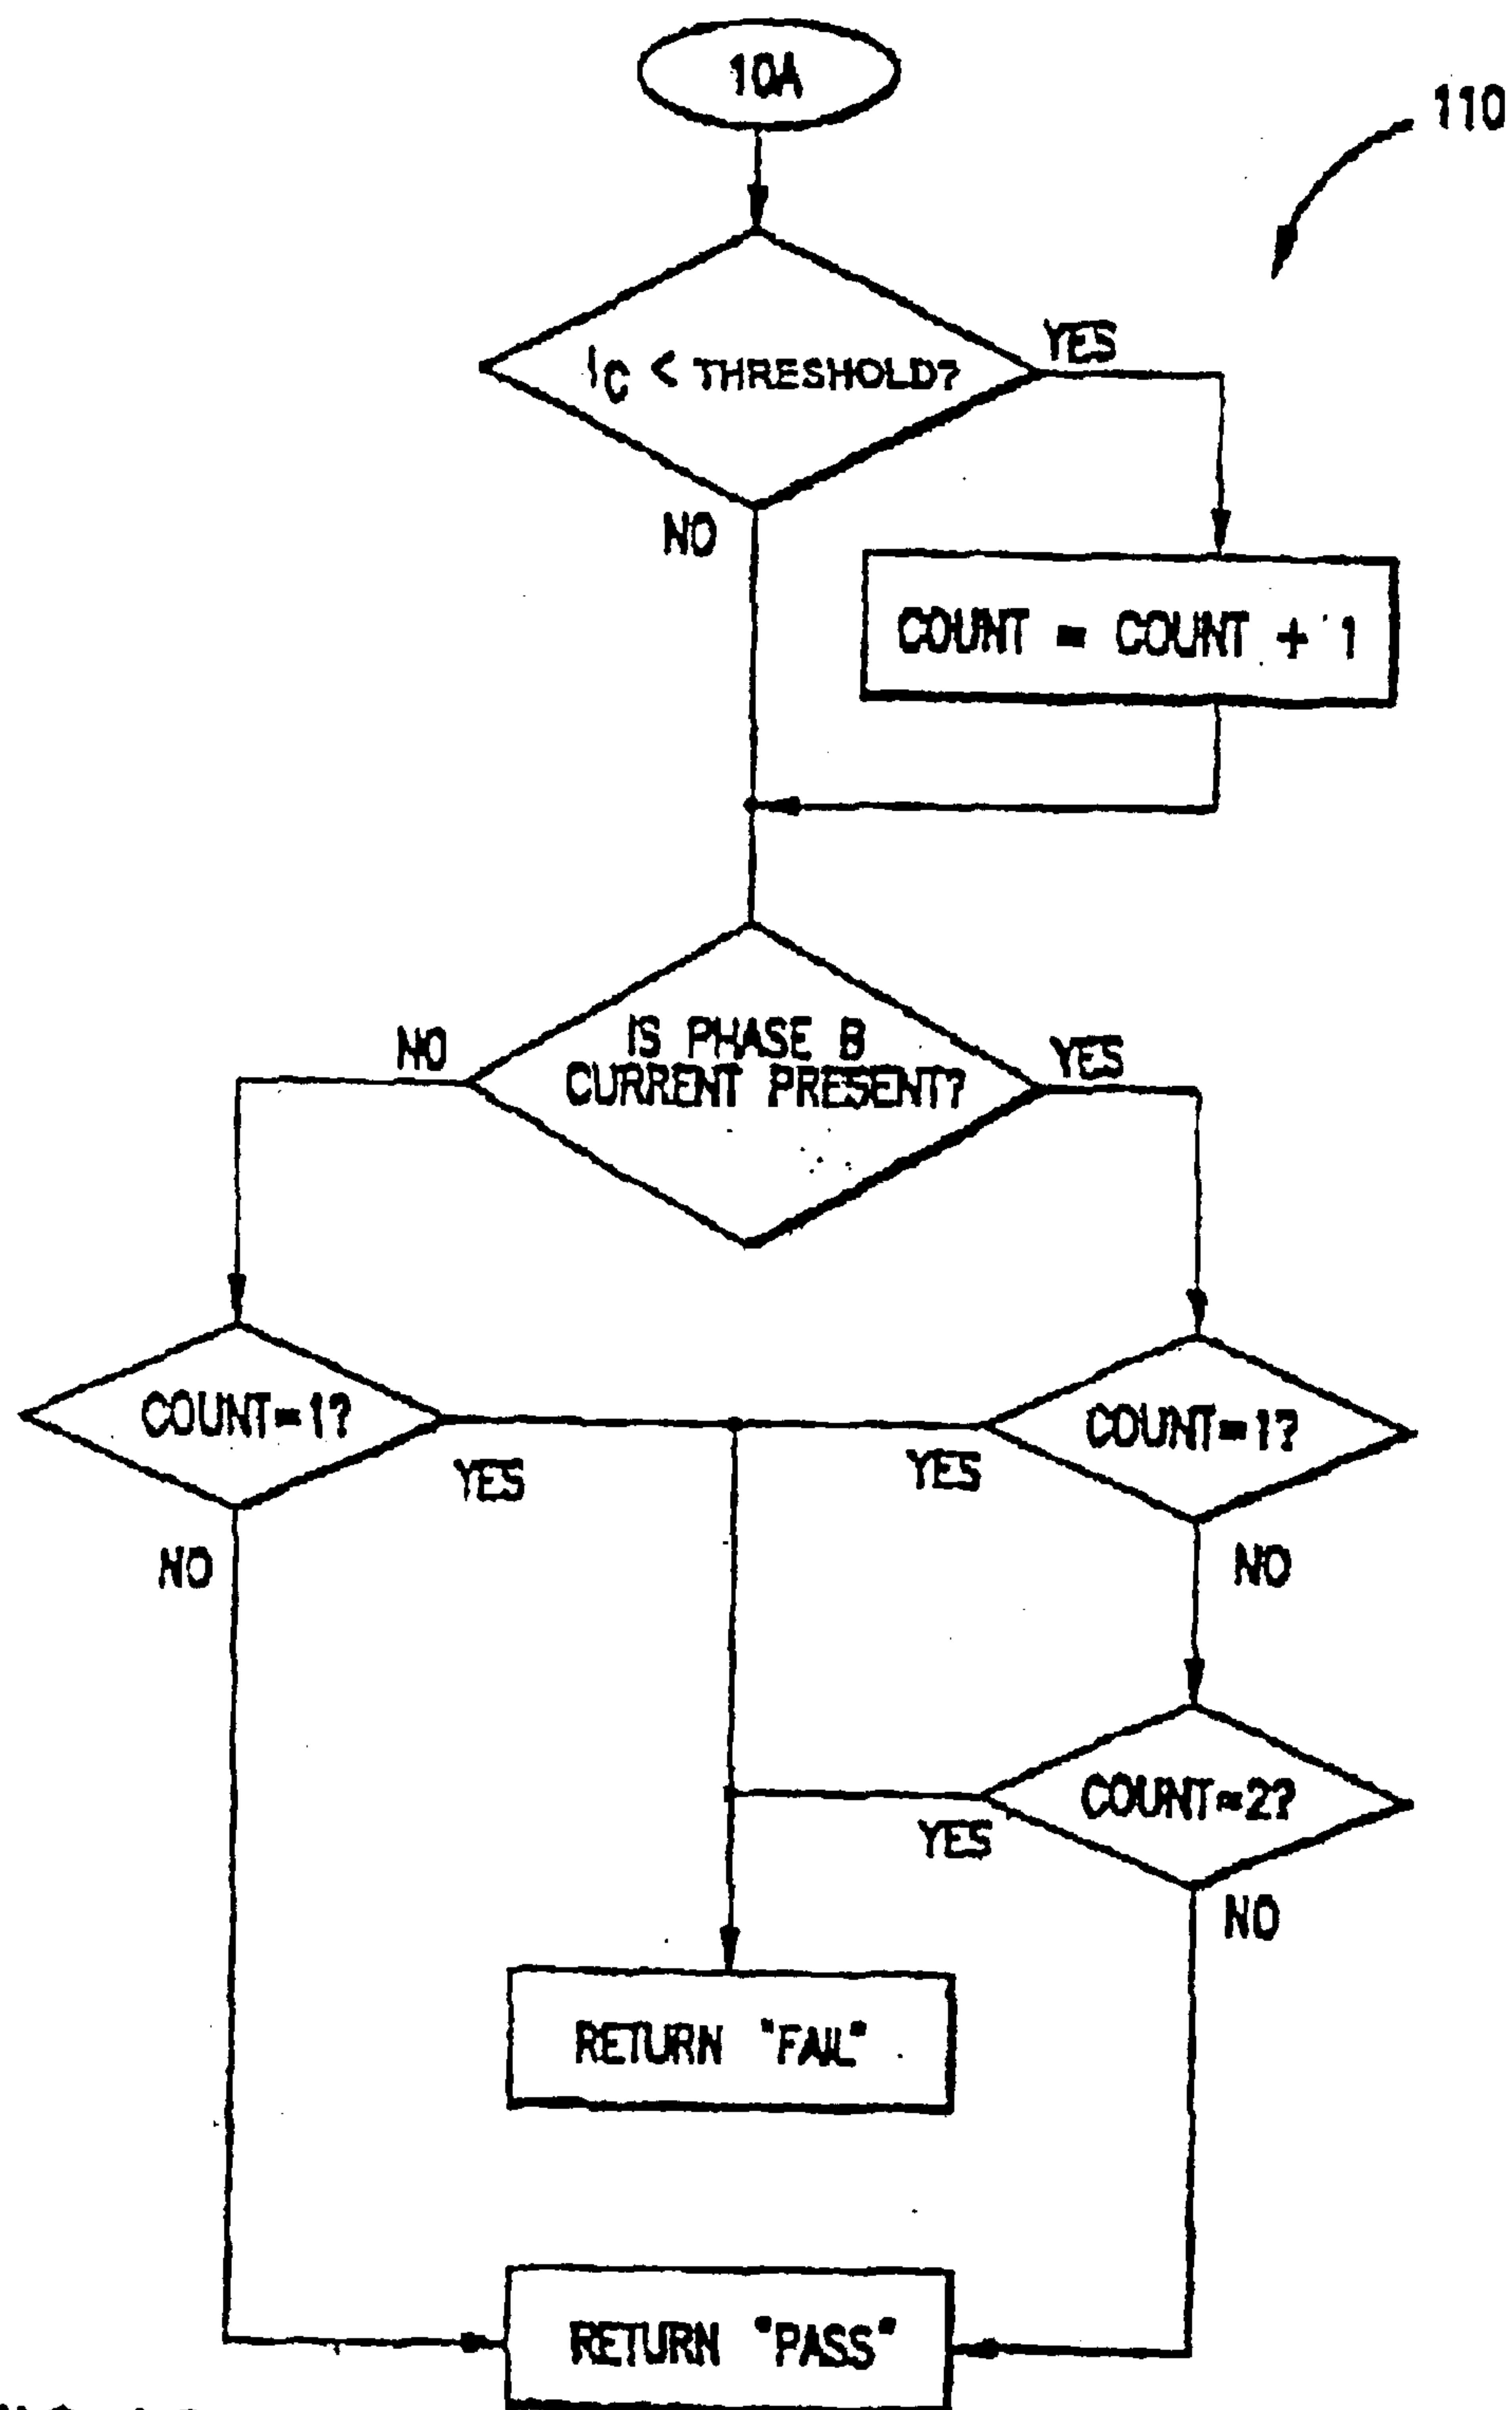 10A
110
IC < THRESHOLD?
YES
NO
COUNT = COUNT + 1
IS PHASE B
CURRENT PRESENT?
NO
YES
COUNT=1?
COUNT=1?
YES
YES
NO
NO
COUNT=2?
YES
NO
RETURN "FAIL"
RETURN "PASS"